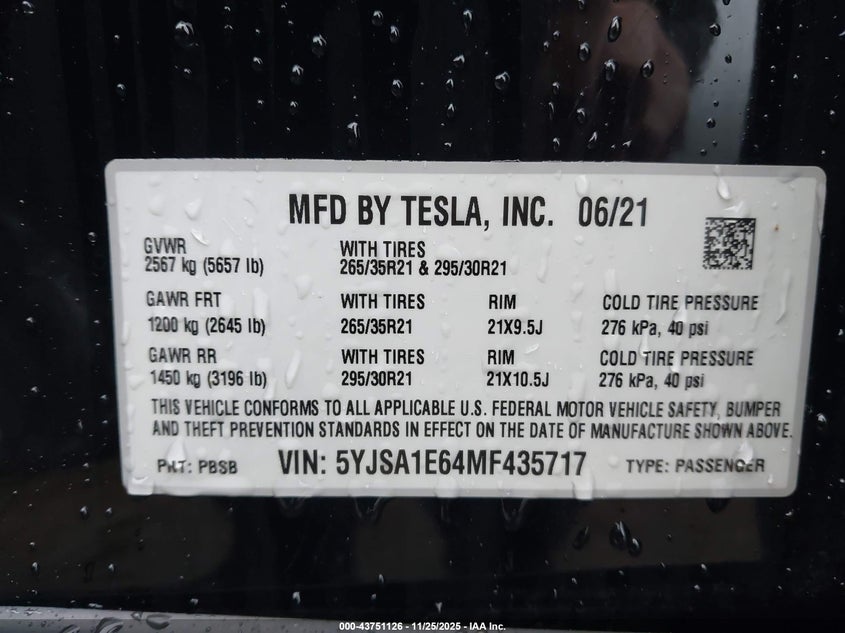 MFD BY TESLA, INC. 06/21
GVWR WITH TIRES
2567 kg (5657 lb) 265/35R21 & 295/30R21
GAWR FRT WITH TIRES RIM COLD TIRE PRESSURE
1200 kg (2645 lb) 265/35R21 21X9.5J 276 kPa, 40 psi
GAWR RR WITH TIRES RIM COLD TIRE PRESSURE
1450 kg (3196 lb) 295/30R21 21X10.5J 276 kPa, 40 psi
THIS VEHICLE CONFORMS TO ALL APPLICABLE U.S. FEDERAL MOTOR VEHICLE SAFETY, BUMPER
AND THEFT PREVENTION STANDARDS IN EFFECT ON THE DATE OF MANUFACTURE SHOWN ABOVE.
PNT: PBSB VIN: 5YJSA1E64MF435717 TYPE: PASSENGER
000-43751126 - 11/25/2025 - IAA Inc.